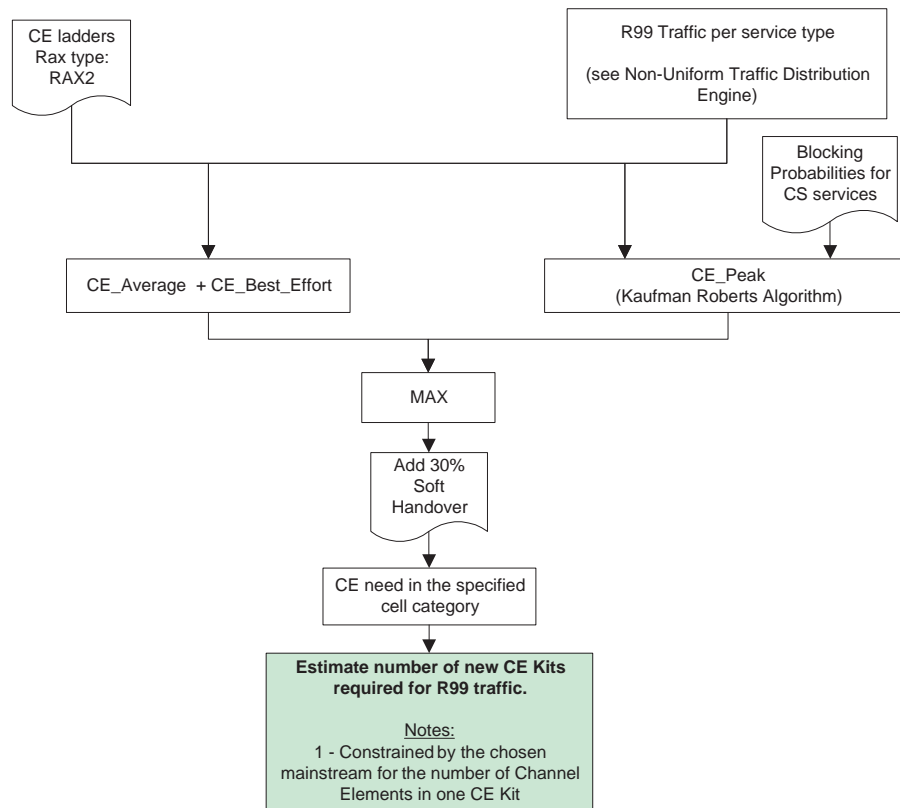 CE ladders
Rax type:
RAX2
R99 Traffic per service type
(see Non-Uniform Traffic Distribution
Engine)
Blocking
Probabilities for
CS services
CE_Average + CE_Best_Effort
CE_Peak
(Kaufman Roberts Algorithm)
MAX
Add 30%
Soft
Handover
CE need in the specified
cell category
Estimate number of new CE Kits
required for R99 traffic.
Notes:
1 - Constrained by the chosen
mainstream for the number of Channel
Elements in one CE Kit